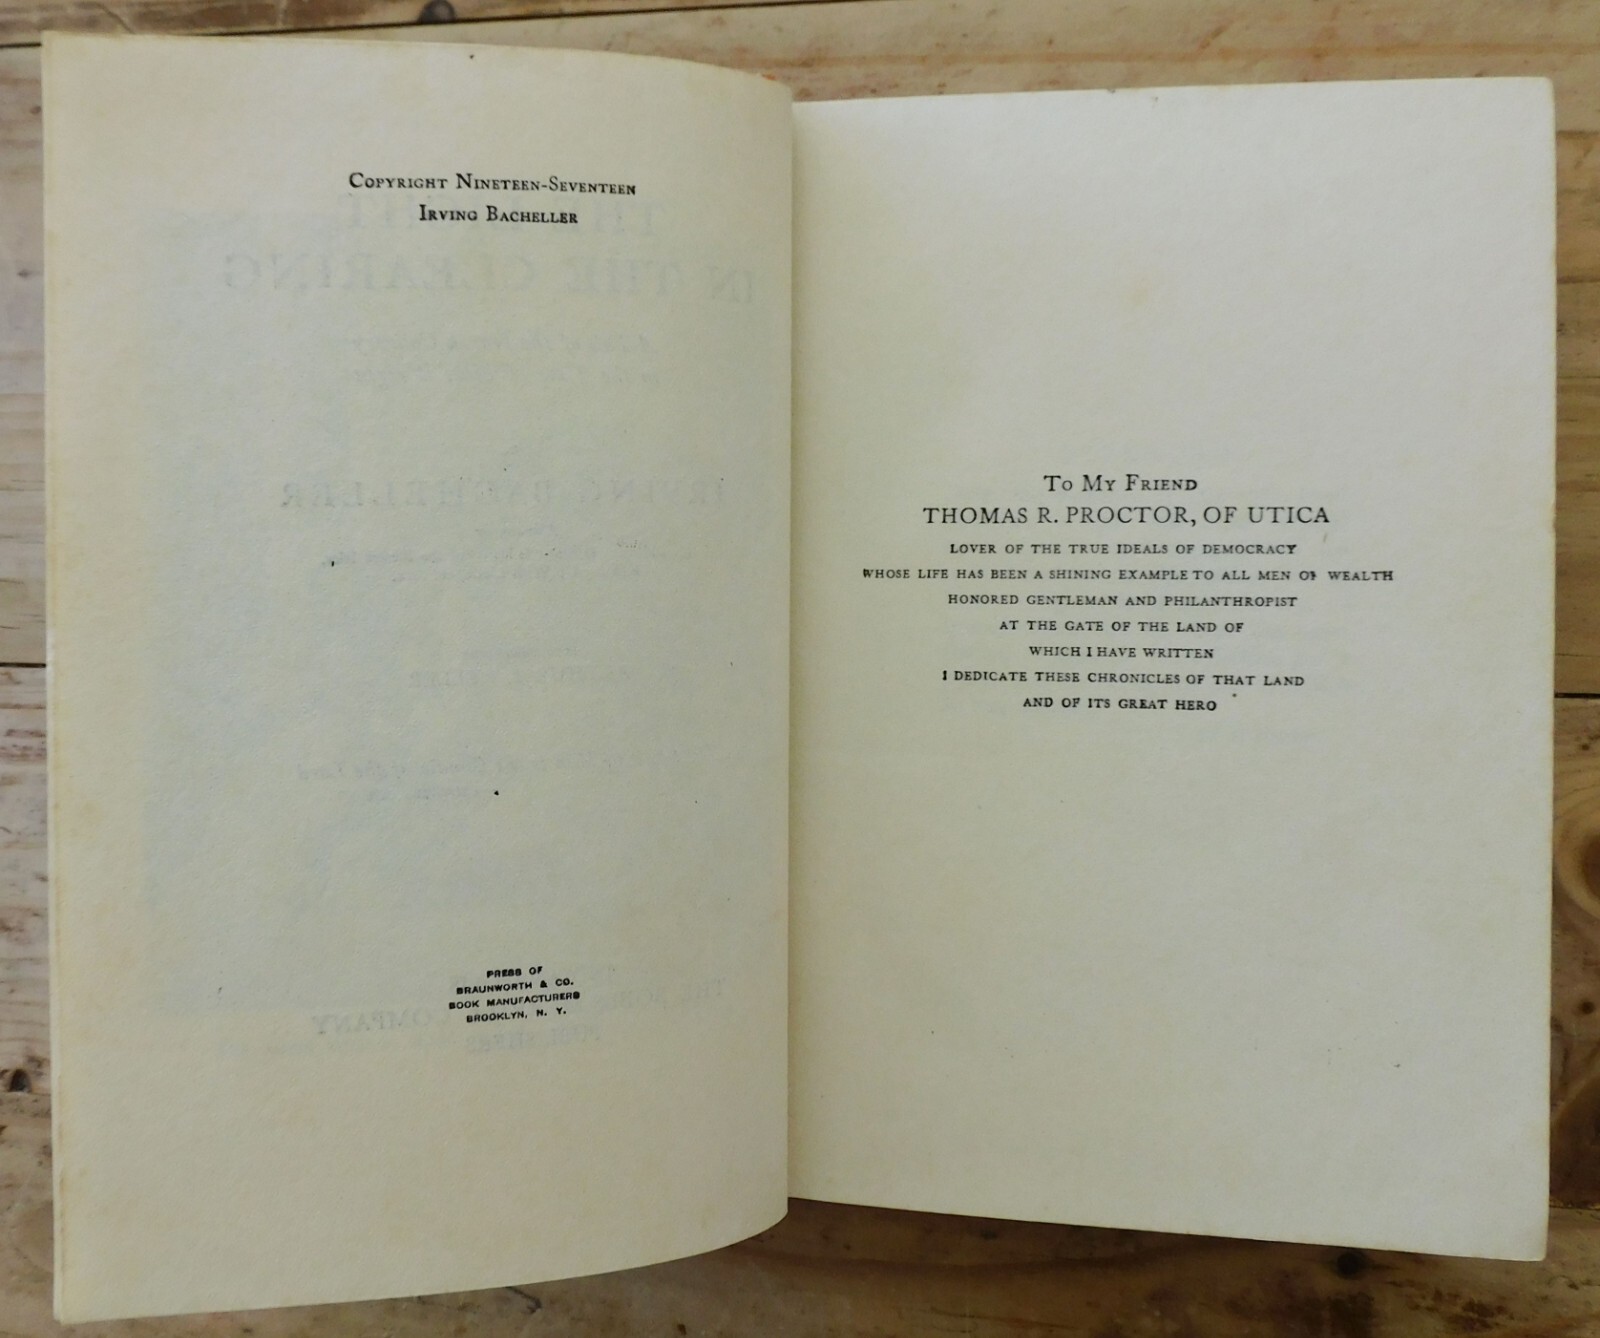 Copyright Nineteen-Seventeen
Irving Bacheller
PRESS OF
BRAUNWORTH & CO.
BOOK MANUFACTURERS
BROOKLYN, N. Y.
To My Friend
THOMAS R. PROCTOR, OF UTICA
LOVER OF THE TRUE IDEALS OF DEMOCRACY
WHOSE LIFE HAS BEEN A SHINING EXAMPLE TO ALL MEN OF WEALTH
HONORED GENTLEMAN AND PHILANTHROPIST
AT THE GATE OF THE LAND OF
WHICH I HAVE WRITTEN
I DEDICATE THESE CHRONICLES OF THAT LAND
AND OF ITS GREAT HERO